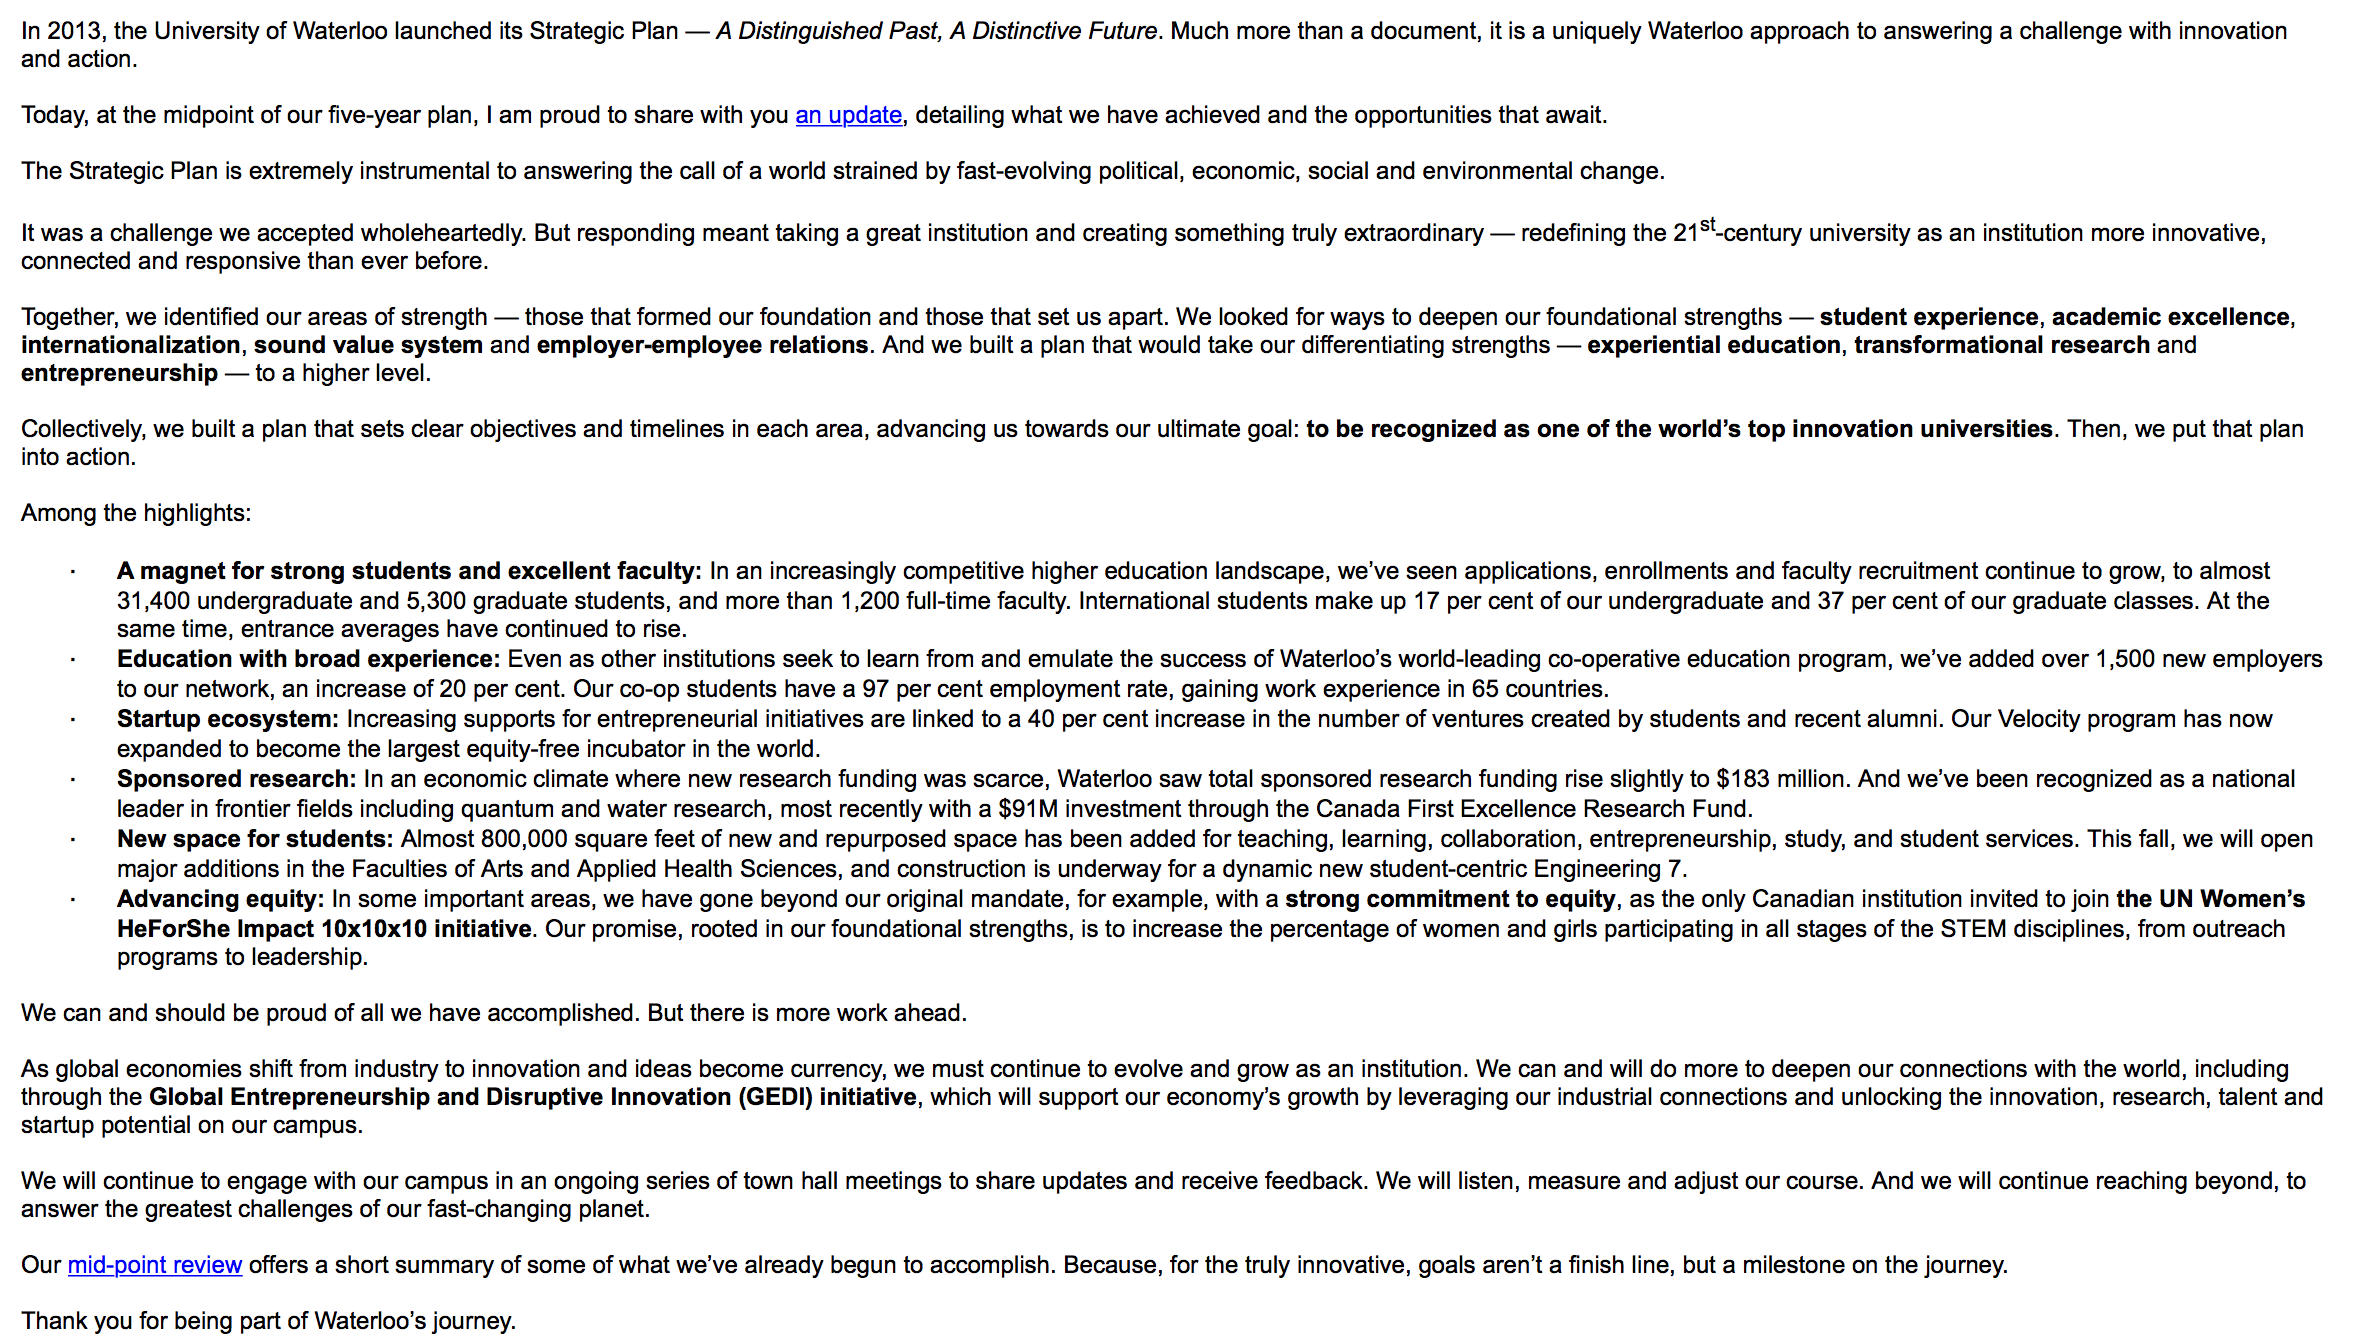 In 2013, the University of Waterloo launched its Strategic Plan — A Distinguished Past, A Distinctive Future. Much more than a document, it is a uniquely Waterloo approach to answering a challenge with innovation
and action.
Today, at the midpoint of our five-year plan, I am proud to share with you an update, detailing what we have achieved and the opportunities that await.
The Strategic Plan is extremely instrumental to answering the call of a world strained by fast-evolving political, economic, social and environmental change.
It was a challenge we accepted wholeheartedly. But responding meant taking a great institution and creating something truly extraordinary — redefining the 21st-century university as an institution more innovative,
connected and responsive than ever before.
Together, we identified our areas of strength — those that formed our foundation and those that set us apart. We looked for ways to deepen our foundational strengths — student experience, academic excellence,
internationalization, sound value system and employer-employee relations. And we built a plan that would take our differentiating strengths — experiential education, transformational research and
entrepreneurship — to a higher level.
Collectively, we built a plan that sets clear objectives and timelines in each area, advancing us towards our ultimate goal: to be recognized as one of the world’s top innovation universities. Then, we put that plan
into action.
Among the highlights:
· A magnet for strong students and excellent faculty: In an increasingly competitive higher education landscape, we’ve seen applications, enrollments and faculty recruitment continue to grow, to almost
31,400 undergraduate and 5,300 graduate students, and more than 1,200 full-time faculty. International students make up 17 per cent of our undergraduate and 37 per cent of our graduate classes. At the
same time, entrance averages have continued to rise.
· Education with broad experience: Even as other institutions seek to learn from and emulate the success of Waterloo’s world-leading co-operative education program, we’ve added over 1,500 new employers
to our network, an increase of 20 per cent. Our co-op students have a 97 per cent employment rate, gaining work experience in 65 countries.
· Startup ecosystem: Increasing supports for entrepreneurial initiatives are linked to a 40 per cent increase in the number of ventures created by students and recent alumni. Our Velocity program has now
expanded to become the largest equity-free incubator in the world.
· Sponsored research: In an economic climate where new research funding was scarce, Waterloo saw total sponsored research funding rise slightly to $183 million. And we’ve been recognized as a national
leader in frontier fields including quantum and water research, most recently with a $91M investment through the Canada First Excellence Research Fund.
· New space for students: Almost 800,000 square feet of new and repurposed space has been added for teaching, learning, collaboration, entrepreneurship, study, and student services. This fall, we will open
major additions in the Faculties of Arts and Applied Health Sciences, and construction is underway for a dynamic new student-centric Engineering 7.
· Advancing equity: In some important areas, we have gone beyond our original mandate, for example, with a strong commitment to equity, as the only Canadian institution invited to join the UN Women’s
HeForShe Impact 10x10x10 initiative. Our promise, rooted in our foundational strengths, is to increase the percentage of women and girls participating in all stages of the STEM disciplines, from outreach
programs to leadership.
We can and should be proud of all we have accomplished. But there is more work ahead.
As global economies shift from industry to innovation and ideas become currency, we must continue to evolve and grow as an institution. We can and will do more to deepen our connections with the world, including
through the Global Entrepreneurship and Disruptive Innovation (GEDI) initiative, which will support our economy’s growth by leveraging our industrial connections and unlocking the innovation, research, talent and
startup potential on our campus.
We will continue to engage with our campus in an ongoing series of town hall meetings to share updates and receive feedback. We will listen, measure and adjust our course. And we will continue reaching beyond, to
answer the greatest challenges of our fast-changing planet.
Our mid-point review offers a short summary of some of what we’ve already begun to accomplish. Because, for the truly innovative, goals aren’t a finish line, but a milestone on the journey.
Thank you for being part of Waterloo’s journey.